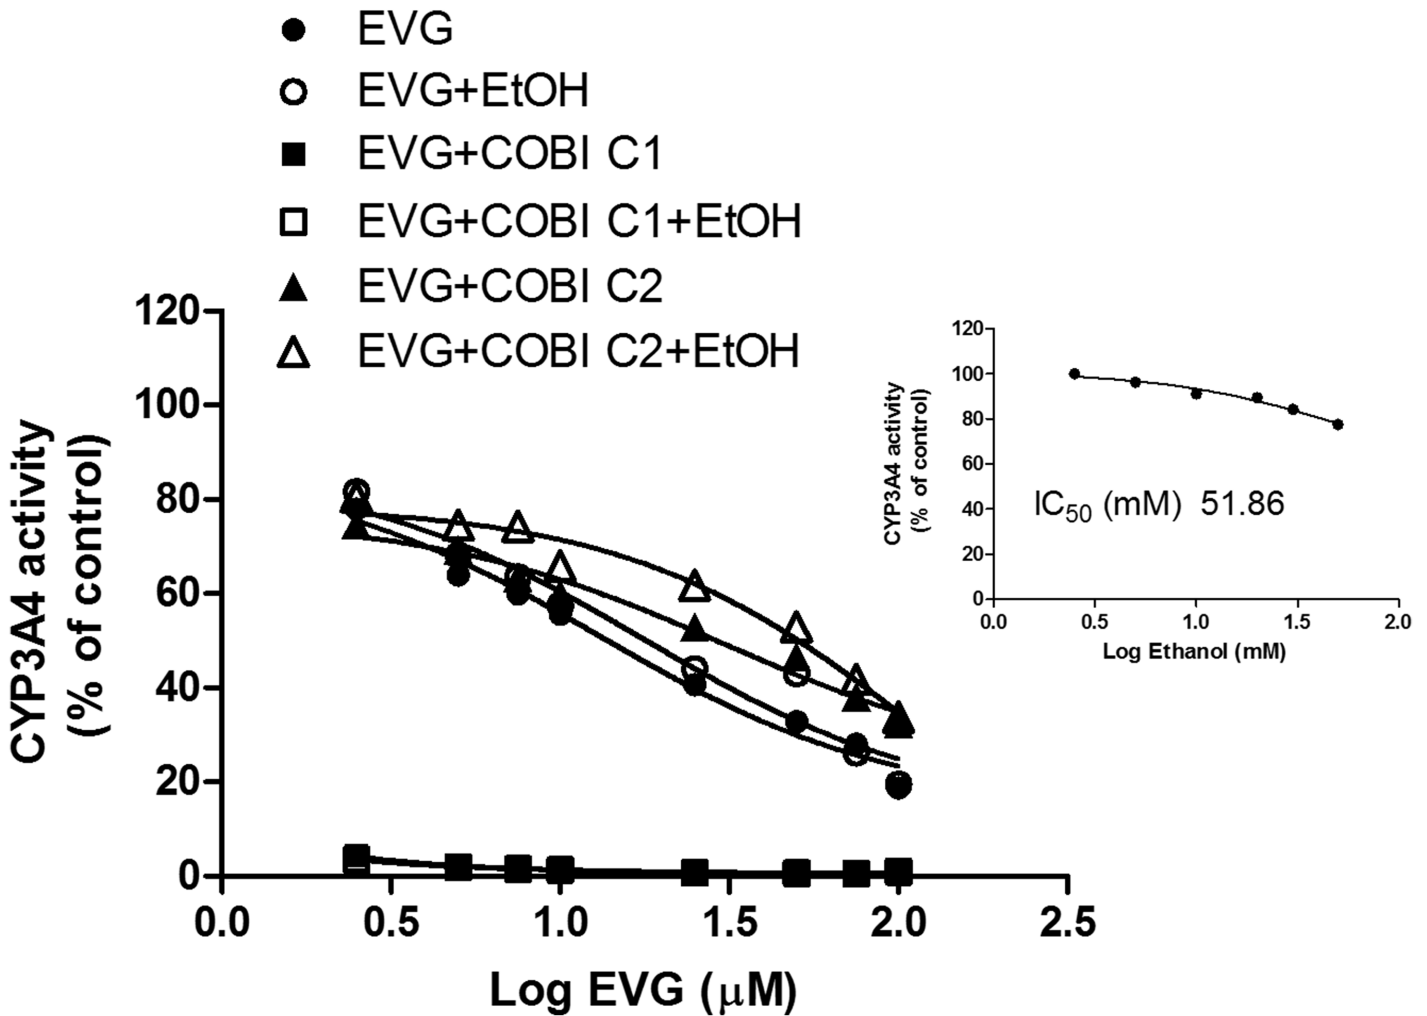 EVG
EVG+EtOH
EVG+COBI C1
EVG+COBI C1+EtOH
EVG+COBI C2
EVG+COBI C2+EtOH
CYP3A4 activity
(% of control)
120
100
80
60
40
20
0
0.0 0.5 1.0 1.5 2.0 2.5
Log EVG (μM)
CYP3A4 activity
(% of control)
120
100
80
60
40
20
0
IC50 (mM) 51.86
0.0 0.5 1.0 1.5 2.0
Log Ethanol (mM)